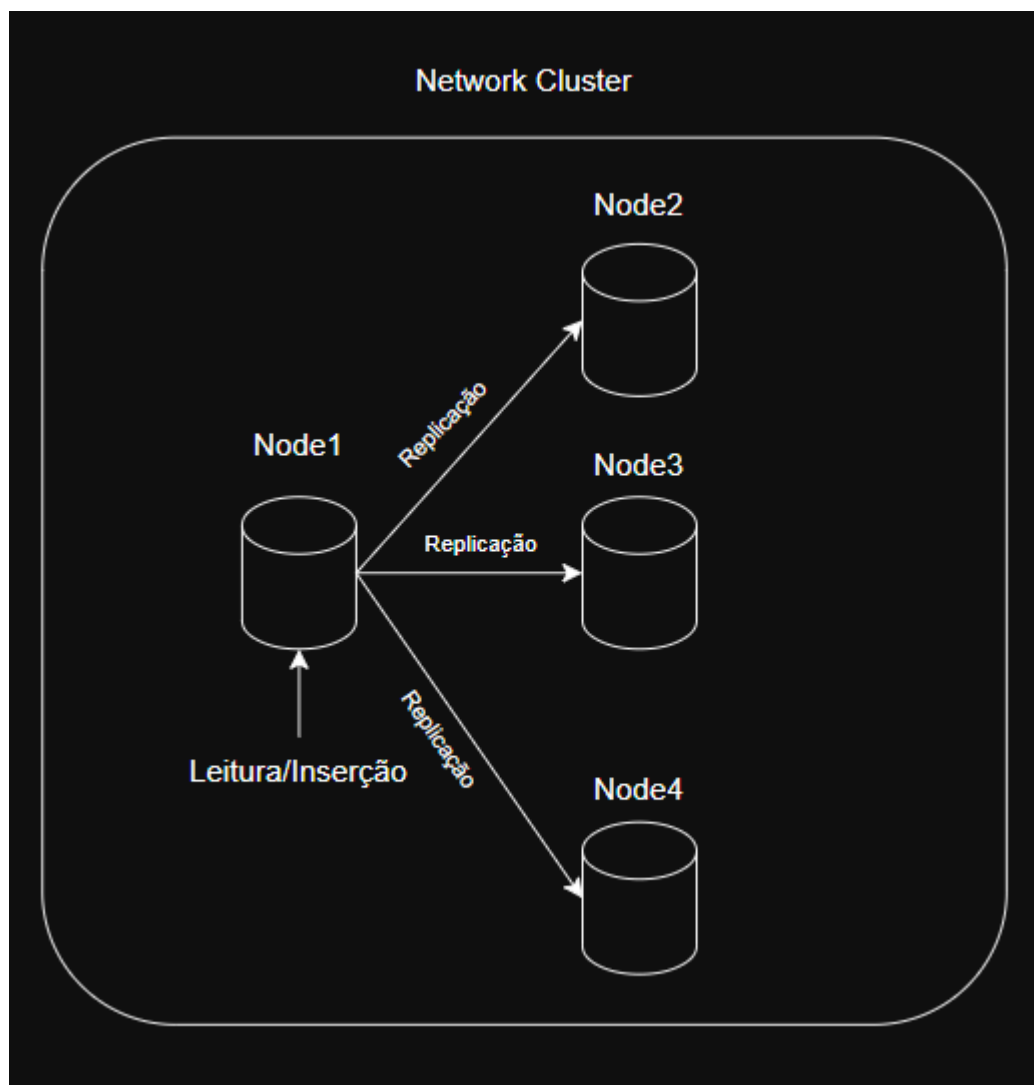 Network Cluster
Node2
Replicação
Node1
Node3
Replicação
Replicação
Leitura/Inserção
Node4